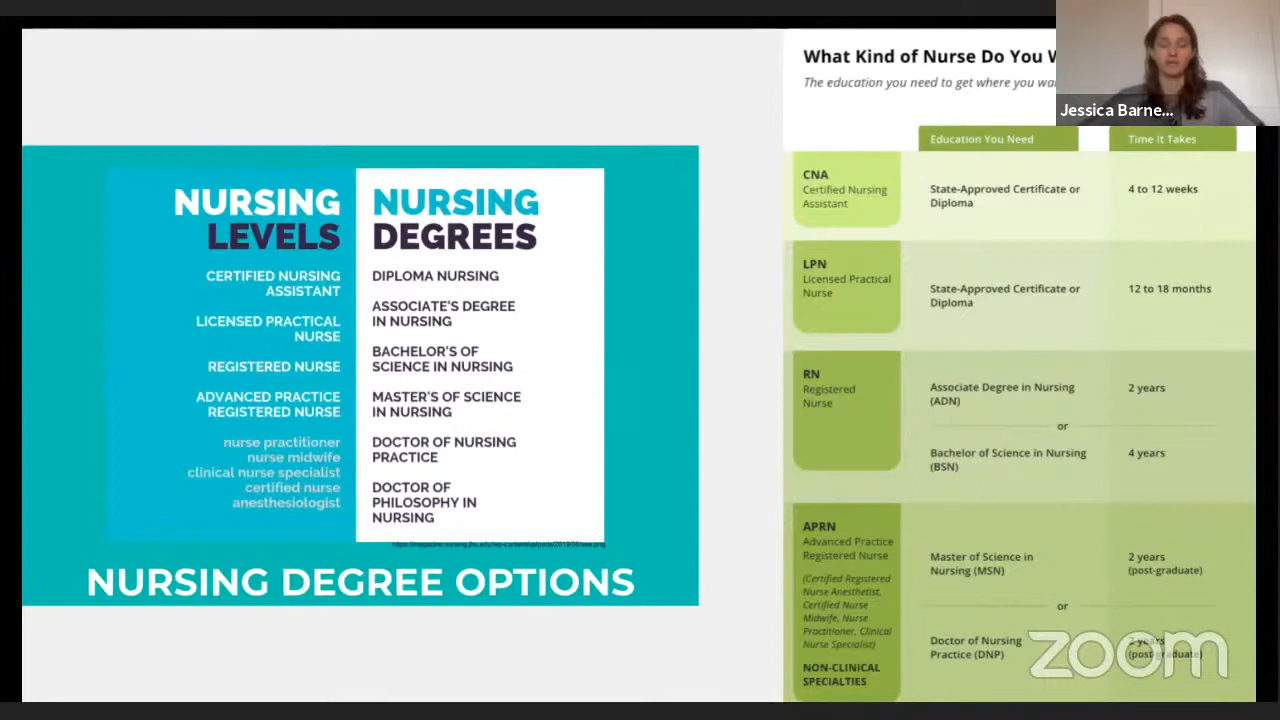 NURSING
LEVELS
CERTIFIED NURSING
ASSISTANT
LICENSED PRACTICAL
NURSE
REGISTERED NURSE
ADVANCED PRACTICE
REGISTERED NURSE
nurse practitioner
nurse midwife
clinical nurse specialist
certified nurse
anesthesiologist
NURSING
DEGREES
DIPLOMA NURSING
ASSOCIATE'S DEGREE
IN NURSING
BACHELOR'S OF
SCIENCE IN NURSING
MASTER'S OF SCIENCE
IN NURSING
DOCTOR OF NURSING
PRACTICE
DOCTOR OF
PHILOSOPHY IN
NURSING
NURSING DEGREE OPTIONS
What Kind of Nurse Do You
The education you need to get where you
Jessica Barne...
Education You Need
Time It Takes
CNA
Certified Nursing
Assistant
State-Approved Certificate or
Diploma
4 to 12 weeks
LPN
Licensed Practical
Nurse
State-Approved Certificate or
Diploma
12 to 18 months
RN
Registered
Nurse
Associate Degree in Nursing
(ADN)
2 years
or
Bachelor of Science in Nursing
(BSN)
4 years
APRN
Advanced Practice
Registered Nurse
(Certified Registered
Nurse Anesthetist,
Certified Nurse
Midwife, Nurse
Practitioner, Clinical
Nurse Specialist)
NON-CLINICAL
SPECIALTIES
Master of Science in
Nursing (MSN)
2 years
(post-graduate)
or
Doctor of Nursing
Practice (DNP)
2 years
(post-graduate)
zoom